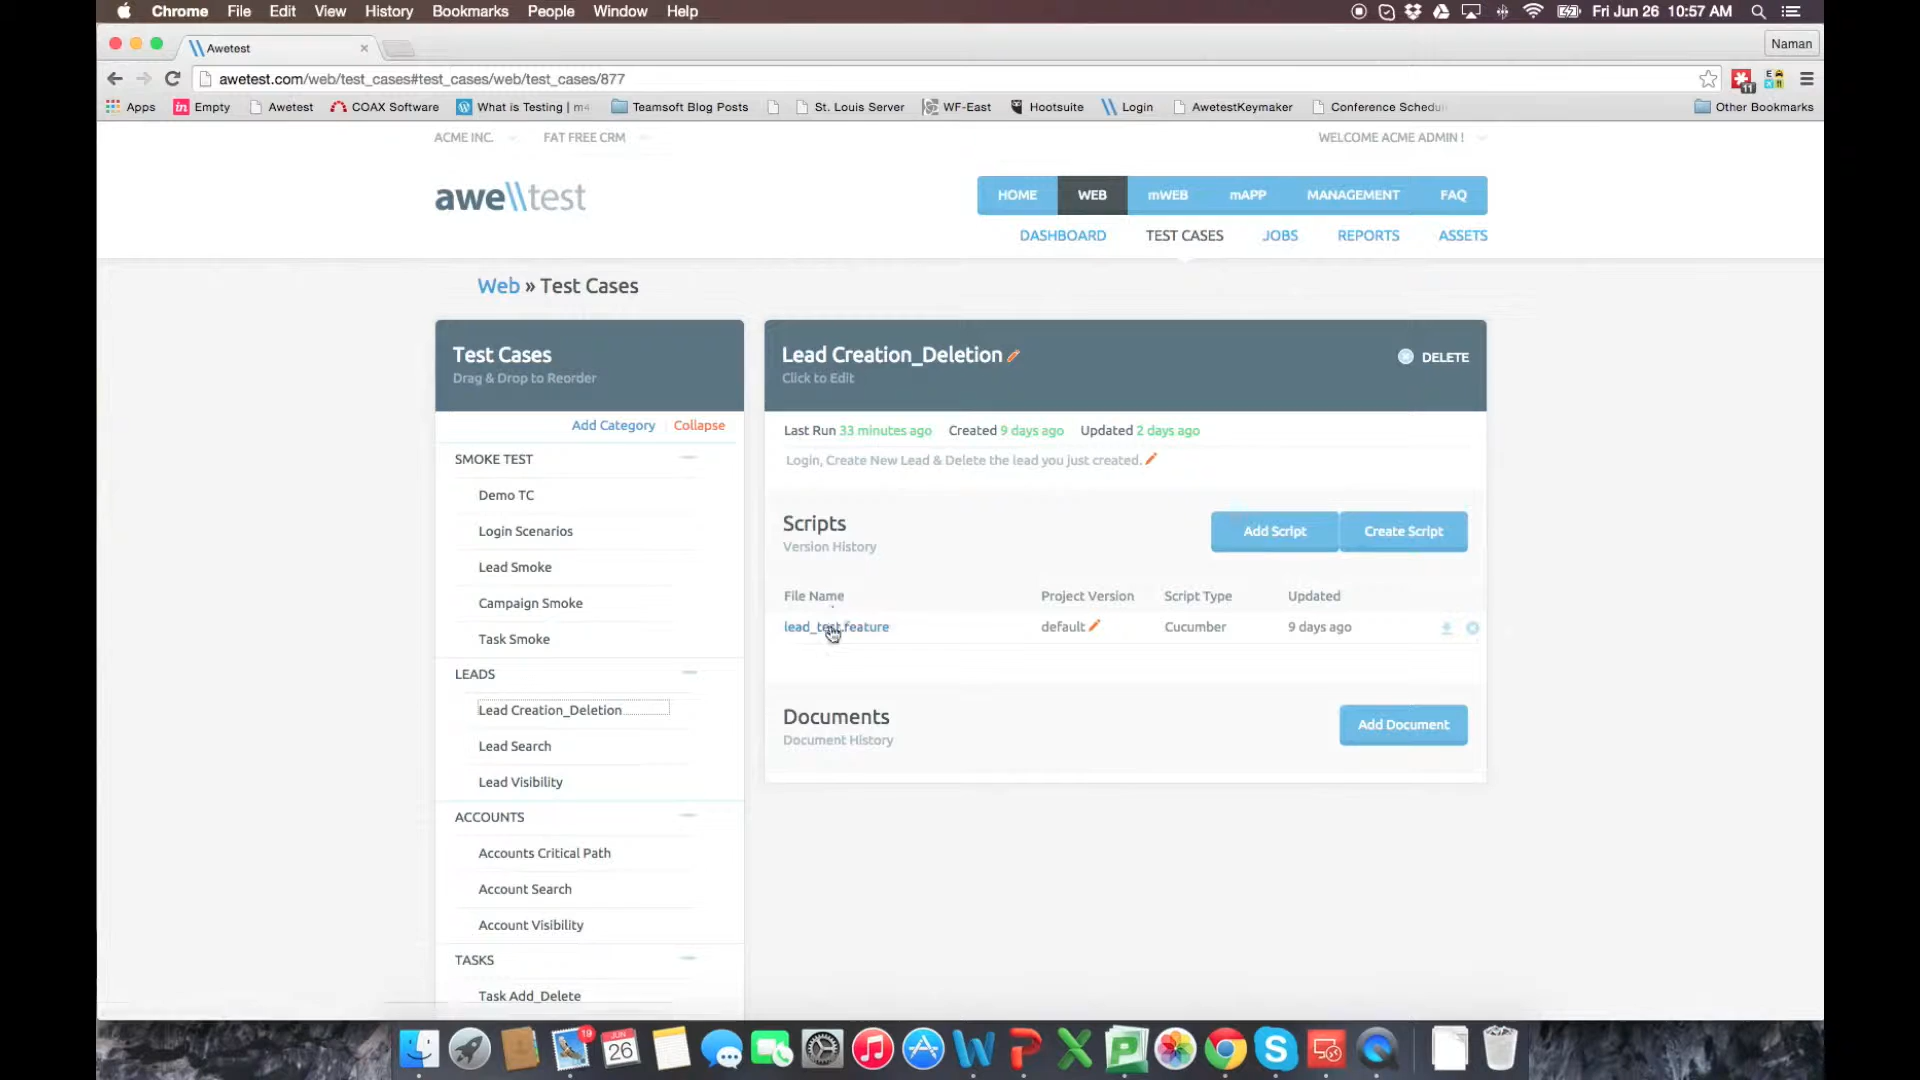 Chrome File Edit View History Bookmarks People Window Help Fri Jun 26 10:57 AM
Awetest Naman
awetest.com/web/test_cases#test_cases/web/test_cases/877 11
Apps Empty Awetest COAX Software What is Testing | m Teamsoft Blog Posts St. Louis Server WF-East Hootsuite Login AwetestKeymaker Conference Schedu Other Bookmarks
ACME INC. FAT FREE CRM WELCOME ACME ADMIN !
awe\\test
HOME WEB mWEB mAPP MANAGEMENT FAQ
DASHBOARD TEST CASES JOBS REPORTS ASSETS
Web » Test Cases
Test Cases
Drag & Drop to Reorder
Add Category Collapse
SMOKE TEST
Demo TC
Login Scenarios
Lead Smoke
Campaign Smoke
Task Smoke
LEADS
Lead Creation_Deletion
Lead Search
Lead Visibility
ACCOUNTS
Accounts Critical Path
Account Search
Account Visibility
TASKS
Task Add_Delete
Lead Creation_Deletion
Click to Edit
DELETE
Last Run 33 minutes ago Created 9 days ago Updated 2 days ago
Login, Create New Lead & Delete the lead you just created.
Scripts
Version History
Add Script Create Script
File Name Project Version Script Type Updated
lead_test.feature default Cucumber 9 days ago
Documents
Document History
Add Document
19
JUN
26